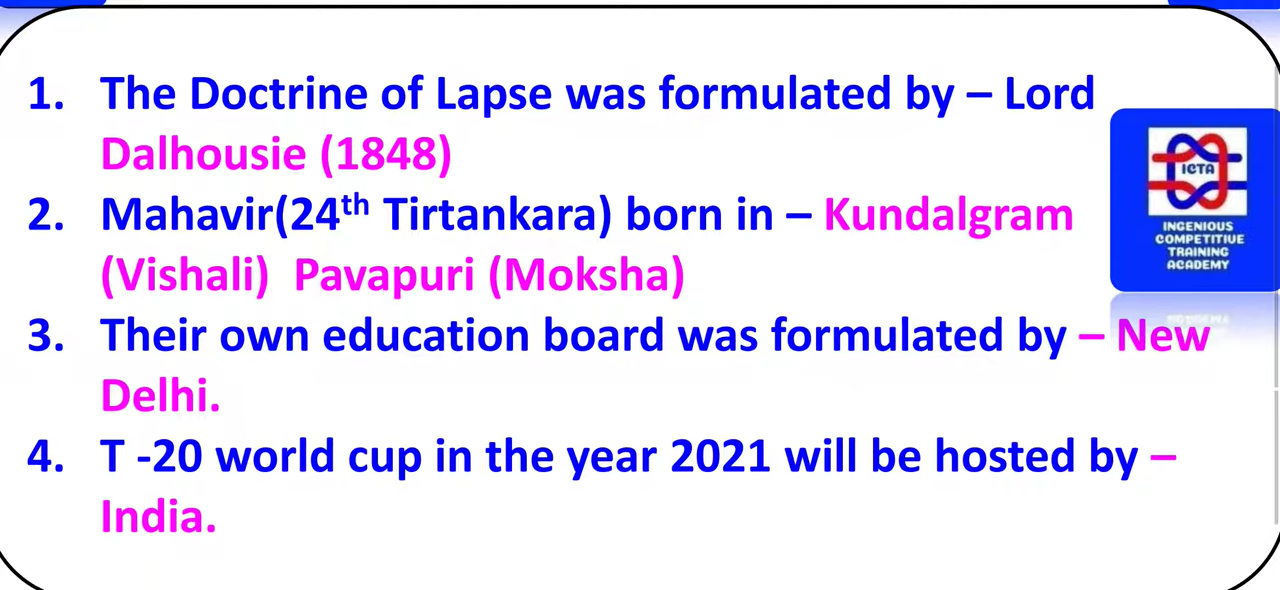 1. The Doctrine of Lapse was formulated by – Lord
Dalhousie (1848)
2. Mahavir(24th Tirtankara) born in – Kundalgram
(Vishali) Pavapuri (Moksha)
3. Their own education board was formulated by – New
Delhi.
4. T -20 world cup in the year 2021 will be hosted by –
India.
ICTA
INGENIOUS
COMPETITIVE
TRAINING
ACADEMY